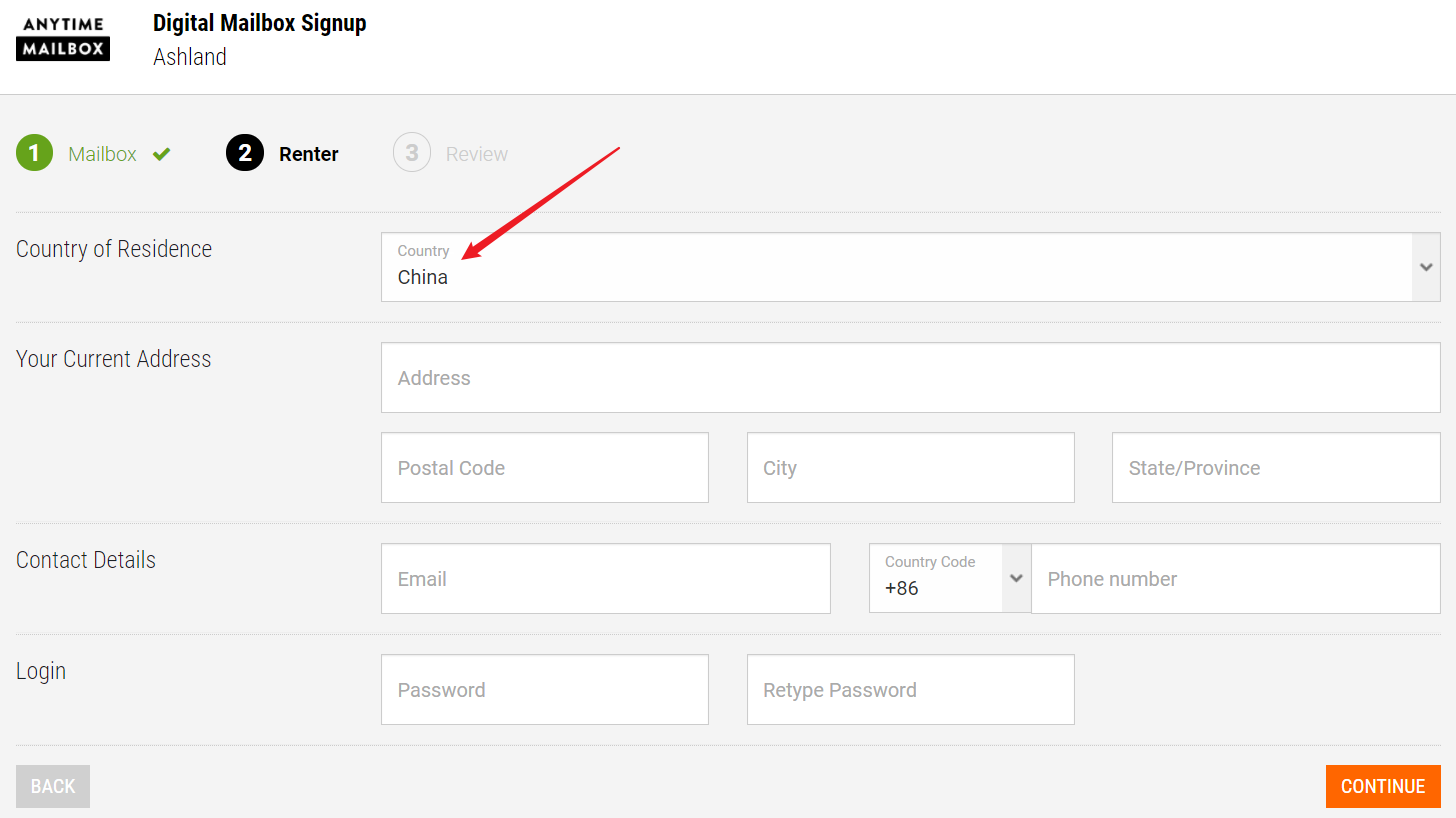 ANYTIME
MAILBOX
Digital Mailbox Signup
Ashland
1 Mailbox 2 Renter 3 Review
Country of Residence
Country
China
Your Current Address
Address
Postal Code City State/Province
Contact Details
Email
Country Code
+86
Phone number
Login
Password Retype Password
BACK CONTINUE